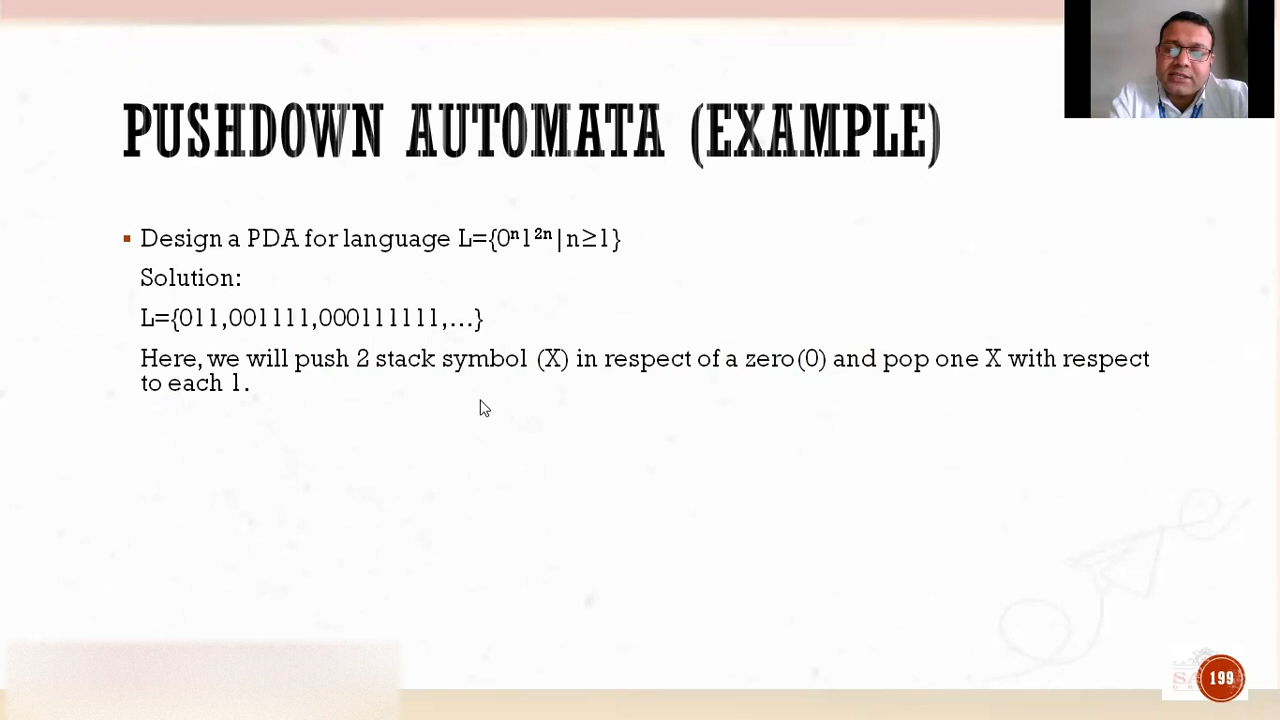 PUSHDOWN AUTOMATA (EXAMPLE)
▪ Design a PDA for language L={0ⁿ1²ⁿ|n≥1}
Solution:
L={011,001111,000111111,...}
Here, we will push 2 stack symbol (X) in respect of a zero(0) and pop one X with respect
to each 1.
199